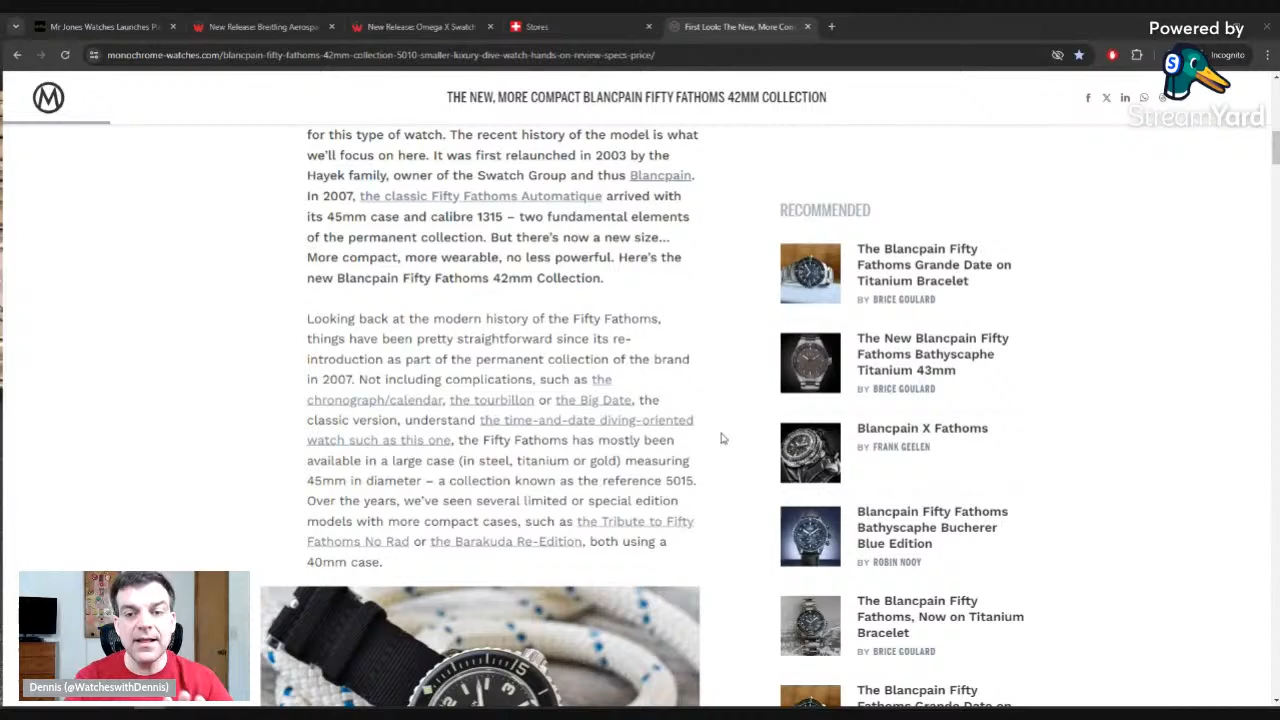 Mr Jones Watches Launches P
New Release: Breitling Aerospa
New Release: Omega X Swatch
Stores
First Look: The New, More Com
Powered by
monochrome-watches.com/blancpain-fifty-fathoms-42mm-collection-5010-smaller-luxury-dive-watch-hands-on-review-specs-price/
Incognito
StreamYard
THE NEW, MORE COMPACT BLANCPAIN FIFTY FATHOMS 42MM COLLECTION
for this type of watch. The recent history of the model is what
we'll focus on here. It was first relaunched in 2003 by the
Hayek family, owner of the Swatch Group and thus Blancpain.
In 2007, the classic Fifty Fathoms Automatique arrived with
its 45mm case and calibre 1315 – two fundamental elements
of the permanent collection. But there's now a new size…
More compact, more wearable, no less powerful. Here's the
new Blancpain Fifty Fathoms 42mm Collection.
Looking back at the modern history of the Fifty Fathoms,
things have been pretty straightforward since its re-
introduction as part of the permanent collection of the brand
in 2007. Not including complications, such as the
chronograph/calendar, the tourbillon or the Big Date, the
classic version, understand the time-and-date diving-oriented
watch such as this one, the Fifty Fathoms has mostly been
available in a large case (in steel, titanium or gold) measuring
45mm in diameter – a collection known as the reference 5015.
Over the years, we've seen several limited or special edition
models with more compact cases, such as the Tribute to Fifty
Fathoms No Rad or the Barakuda Re-Edition, both using a
40mm case.
RECOMMENDED
The Blancpain Fifty
Fathoms Grande Date on
Titanium Bracelet
BY BRICE GOULARD
The New Blancpain Fifty
Fathoms Bathyscaphe
Titanium 43mm
BY BRICE GOULARD
Blancpain X Fathoms
BY FRANK GEELEN
Blancpain Fifty Fathoms
Bathyscaphe Bucherer
Blue Edition
BY ROBIN NOOY
The Blancpain Fifty
Fathoms, Now on Titanium
Bracelet
BY BRICE GOULARD
The Blancpain Fifty
Fathoms Grande Date on
Dennis (@WatcheswithDennis)
15